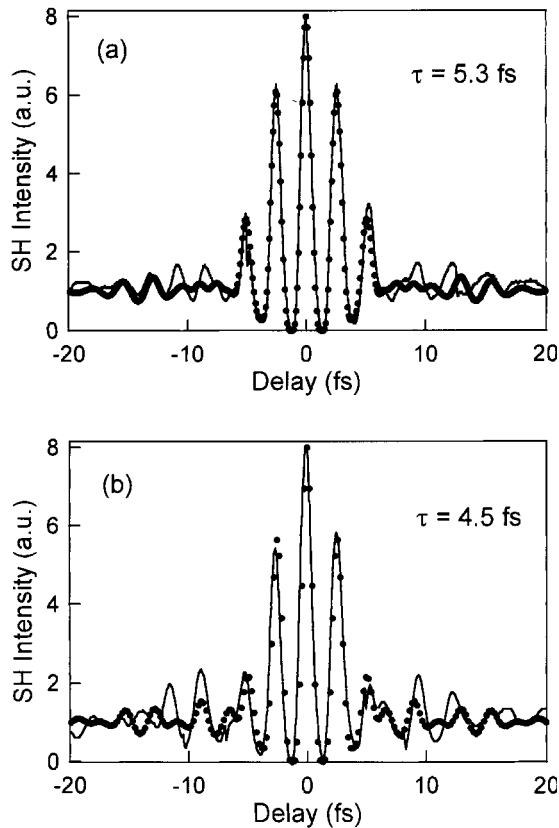 8
(a)
τ = 5.3 fs
6
4
2
0
SH Intensity (a.u.)
-20 -10 0 10 20
Delay (fs)
8
(b)
τ = 4.5 fs
6
4
2
0
SH Intensity (a.u.)
-20 -10 0 10 20
Delay (fs)